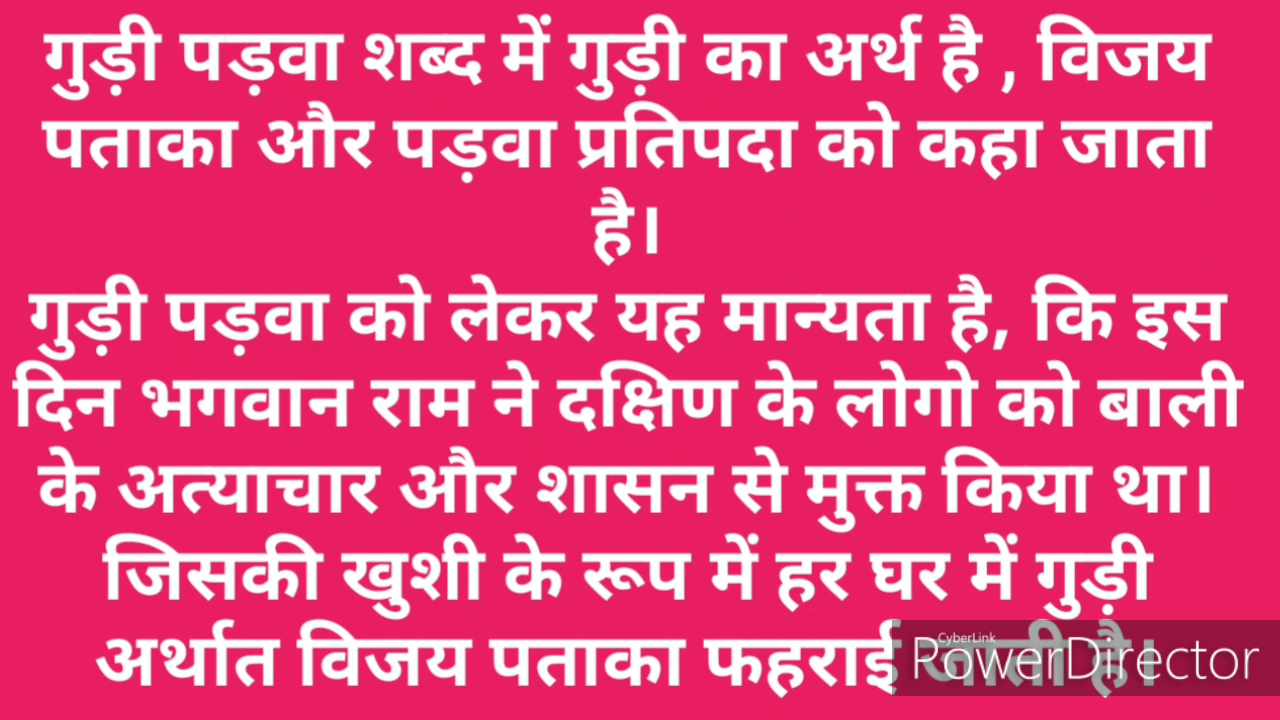 गुड़ी पड़वा शब्द में गुड़ी का अर्थ है , विजय
पताका और पड़वा प्रतिपदा को कहा जाता
है।
गुड़ी पड़वा को लेकर यह मान्यता है, कि इस
दिन भगवान राम ने दक्षिण के लोगो को बाली
के अत्याचार और शासन से मुक्त किया था।
जिसकी खुशी के रूप में हर घर में गुड़ी
अर्थात विजय पताका फहराई जाती है।
CyberLink
PowerDirector